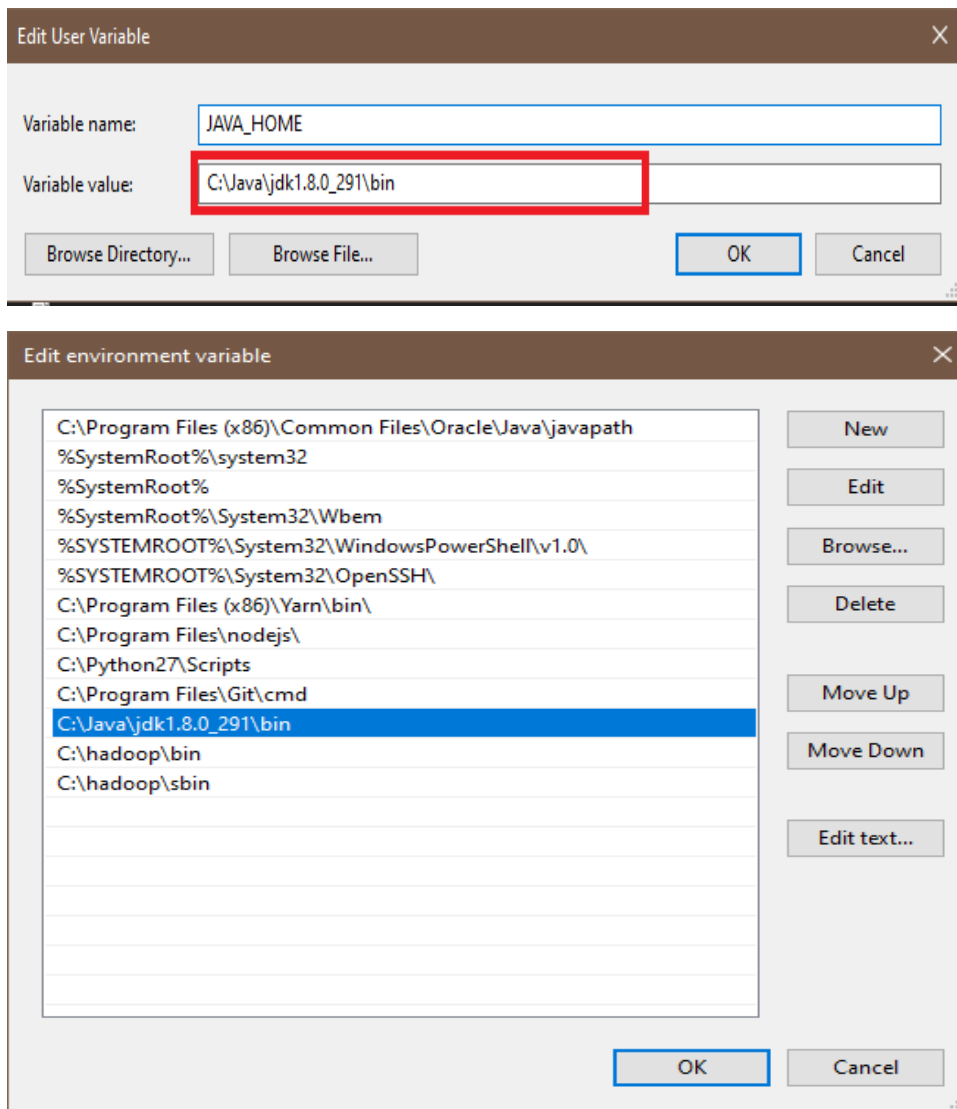 Edit User Variable
Variable name: JAVA_HOME
Variable value: C:\Java\jdk1.8.0_291\bin
Browse Directory... Browse File... OK Cancel
Edit environment variable
C:\Program Files (x86)\Common Files\Oracle\Java\javapath
%SystemRoot%\system32
%SystemRoot%
%SystemRoot%\System32\Wbem
%SYSTEMROOT%\System32\WindowsPowerShell\v1.0\
%SYSTEMROOT%\System32\OpenSSH\
C:\Program Files (x86)\Yarn\bin\
C:\Program Files\nodejs\
C:\Python27\Scripts
C:\Program Files\Git\cmd
C:\Java\jdk1.8.0_291\bin
C:\hadoop\bin
C:\hadoop\sbin
New
Edit
Browse...
Delete
Move Up
Move Down
Edit text...
OK Cancel